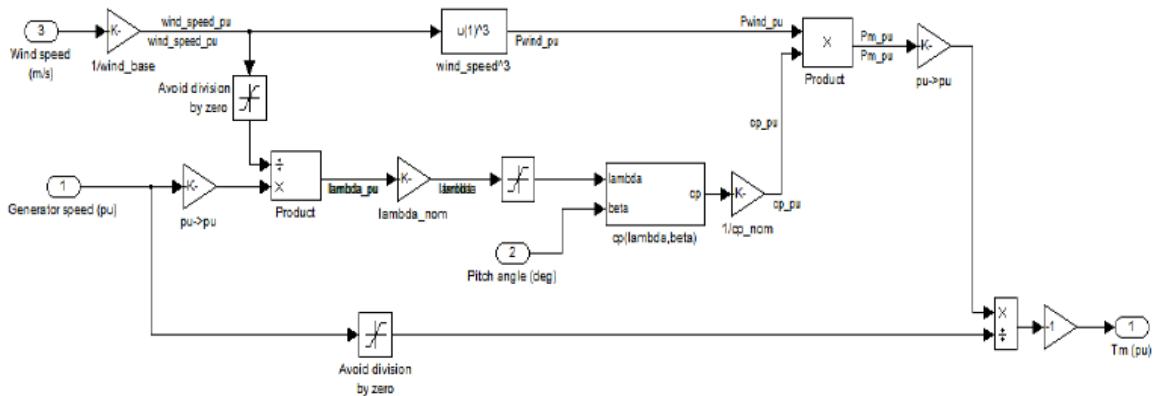 3
Wind speed
(m/s)
K-
1/wind_base
wind_speed_pu
wind_speed_pu
u(1)^3
wind_speed^3
Pwind_pu
Pwind_pu
X
Product
Pm_pu
Pm_pu
K-
pu->pu
Avoid division
by zero
1
Generator speed (pu)
K-
pu->pu
÷
X
Product
lambda_pu
K-
lambda_nom
lambda
lambda
beta
cp
cp(lambda,beta)
K-
1/cp_nom
cp_pu
cp_pu
2
Pitch angle (deg)
Avoid division
by zero
X
÷
-1
1
Tm (pu)